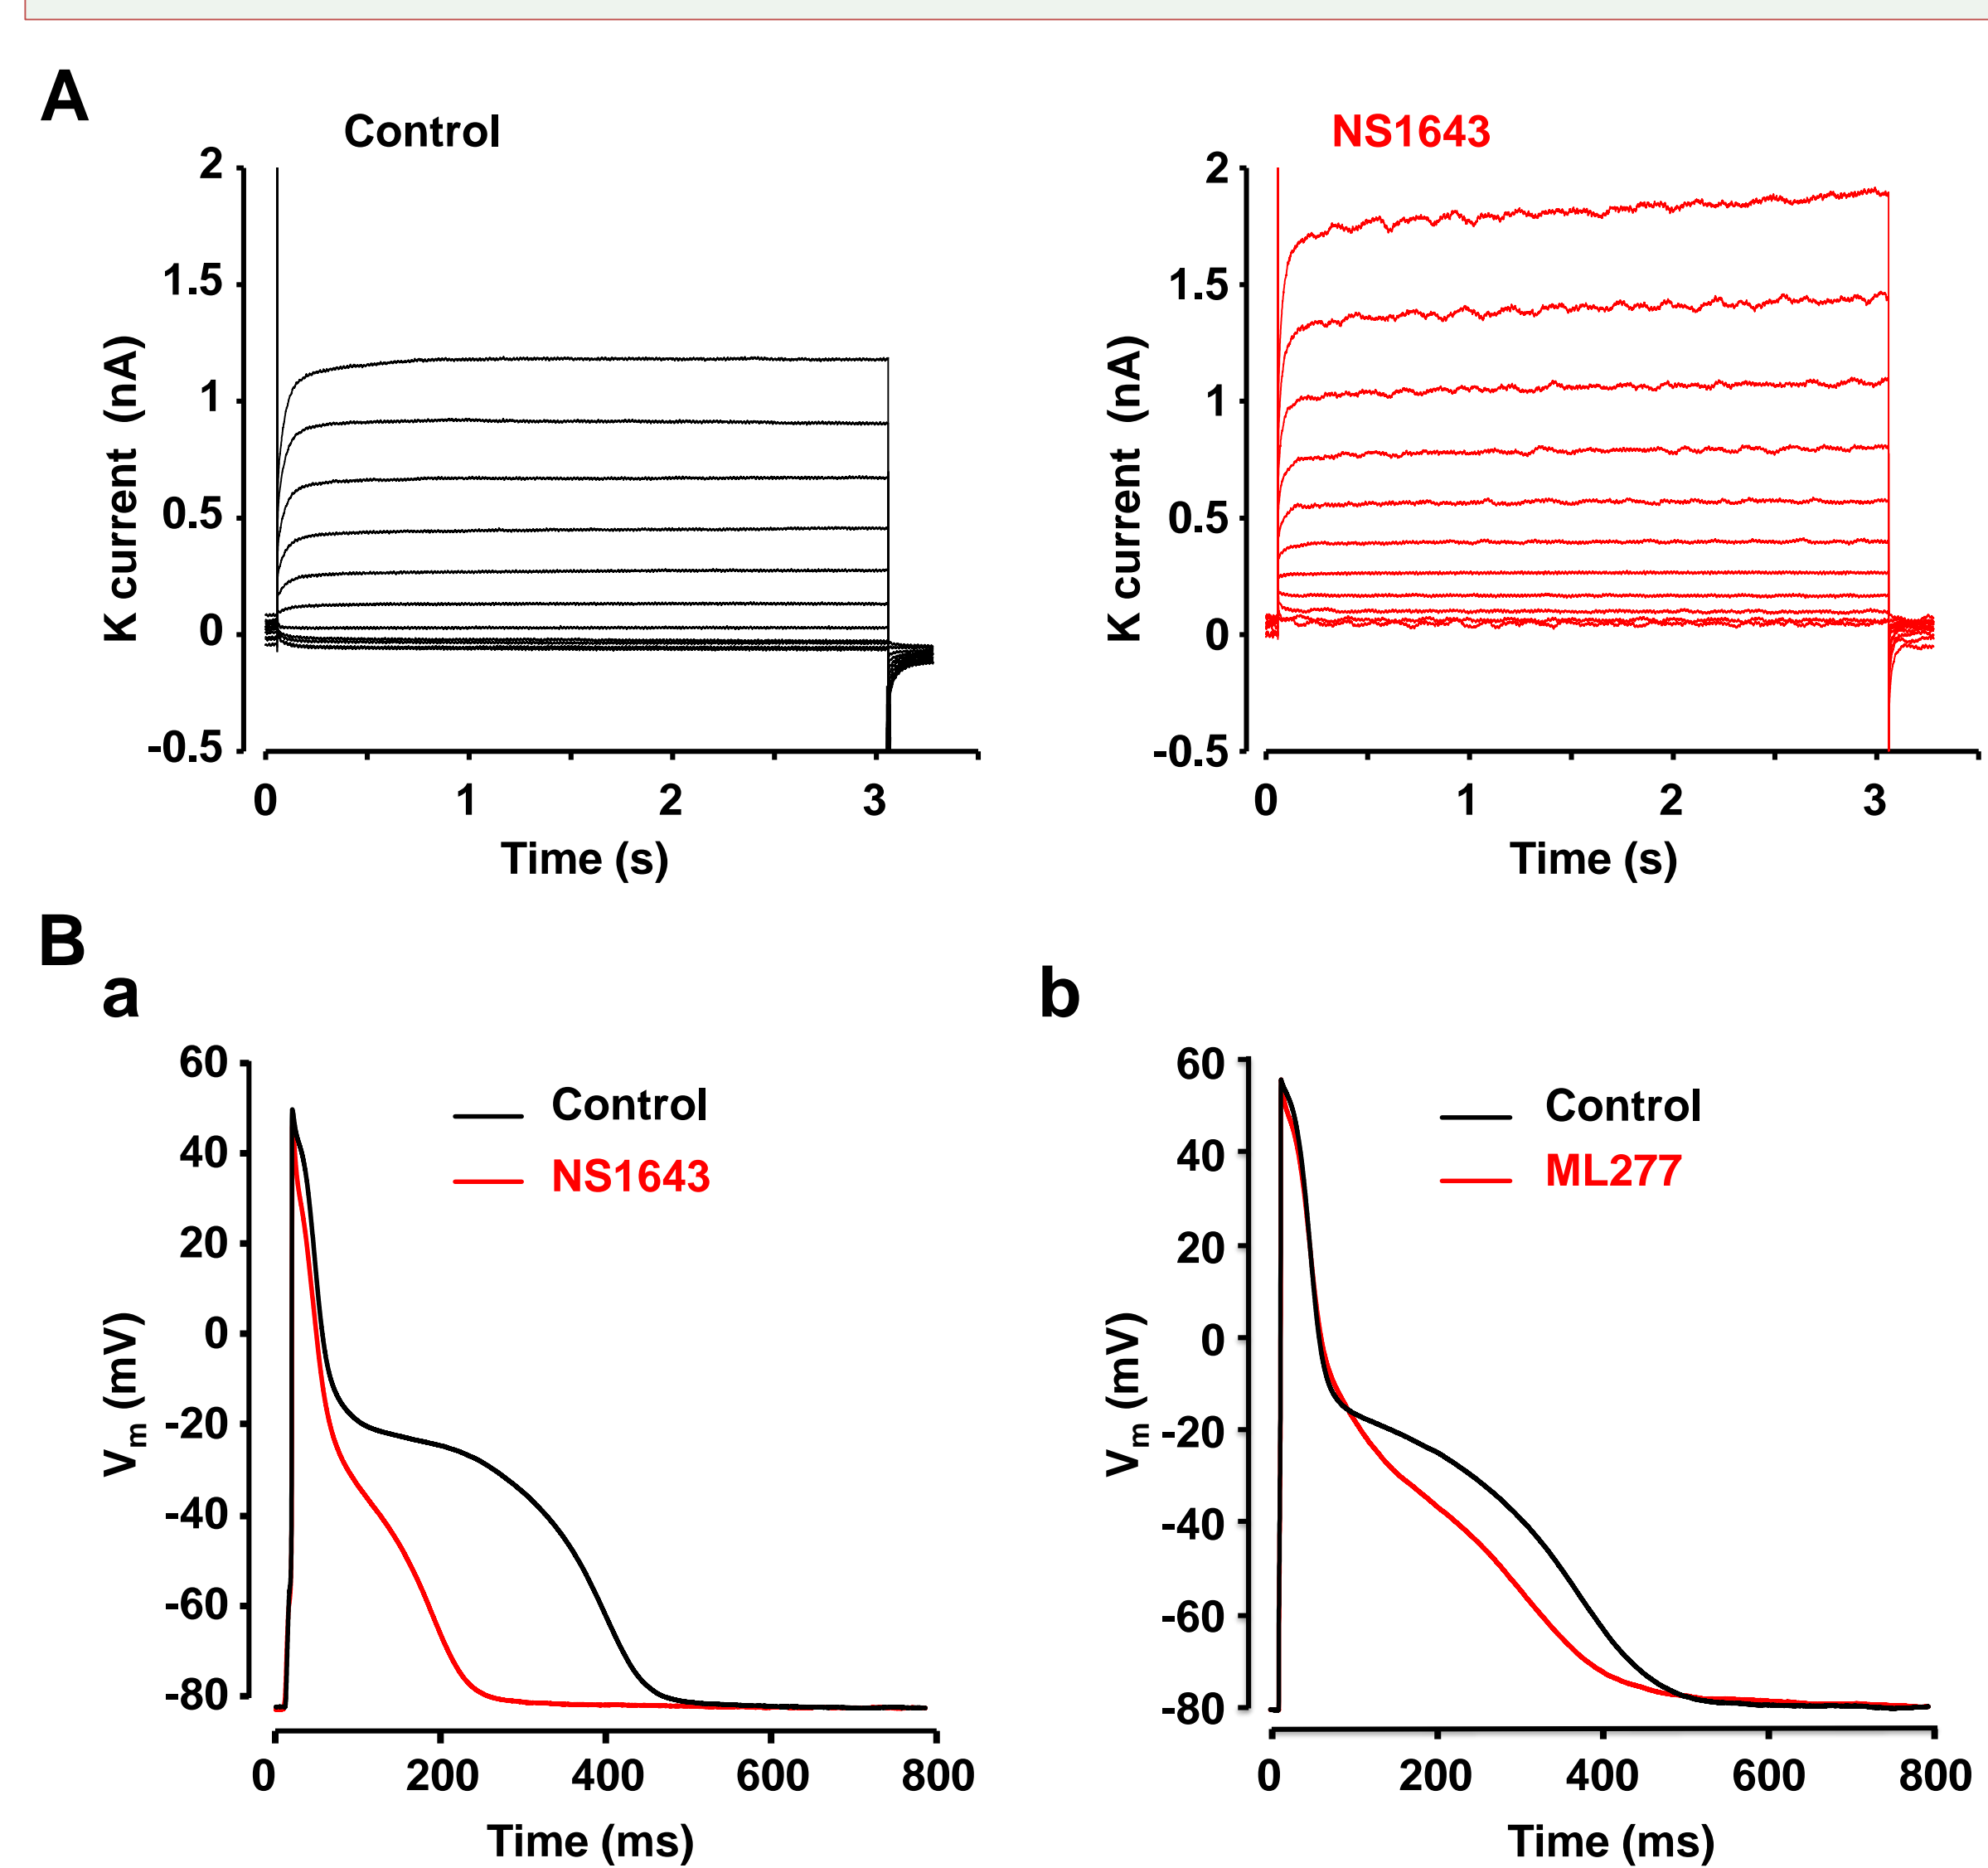 A
Control
NS1643
2
1.5
1
0.5
0
-0.5
K current (nA)
0 1 2 3
Time (s)
2
1.5
1
0.5
0
-0.5
K current (nA)
0 1 2 3
Time (s)
B
a
60
40
20
0
-20
-40
-60
-80
Vm (mV)
Control
NS1643
0 200 400 600 800
Time (ms)
b
60
40
20
0
-20
-40
-60
-80
Vm (mV)
Control
ML277
0 200 400 600 800
Time (ms)